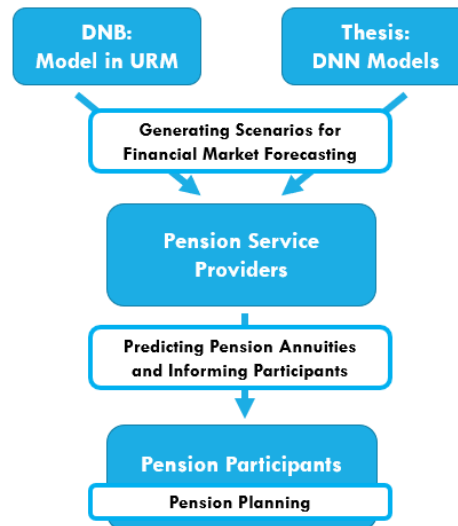 DNB:
Model in URM
Thesis:
DNN Models
Generating Scenarios for
Financial Market Forecasting
Pension Service
Providers
Predicting Pension Annuities
and Informing Participants
Pension Participants
Pension Planning